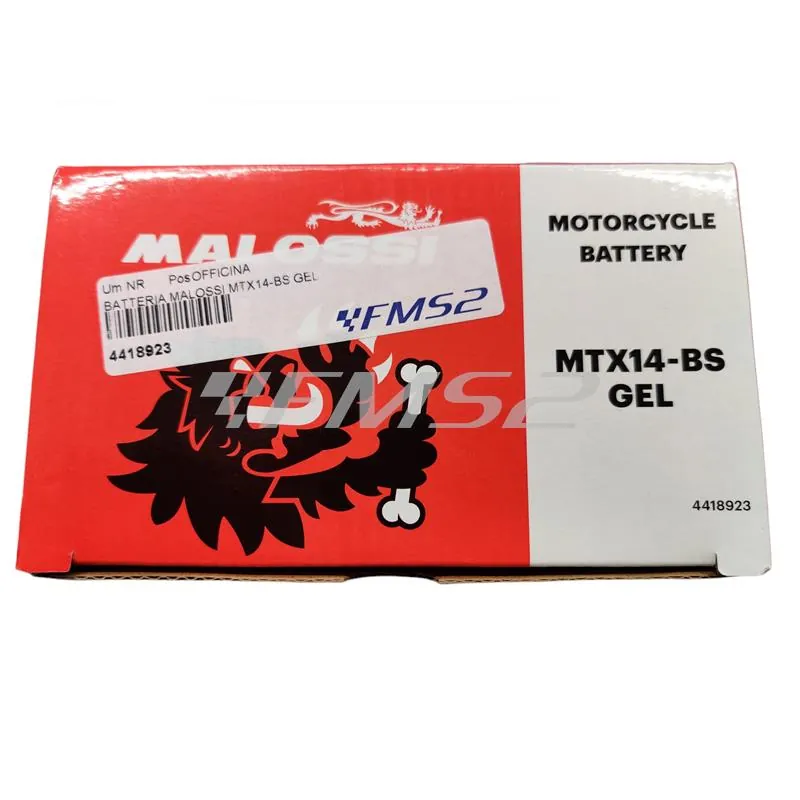 MALOSSI
Um NR PosOFFICINA
BATTERIA MALOSSI MTX14-BS GEL
4418923
FMS2
MOTORCYCLE
BATTERY
MTX14-BS
GEL
4418923
FMS2